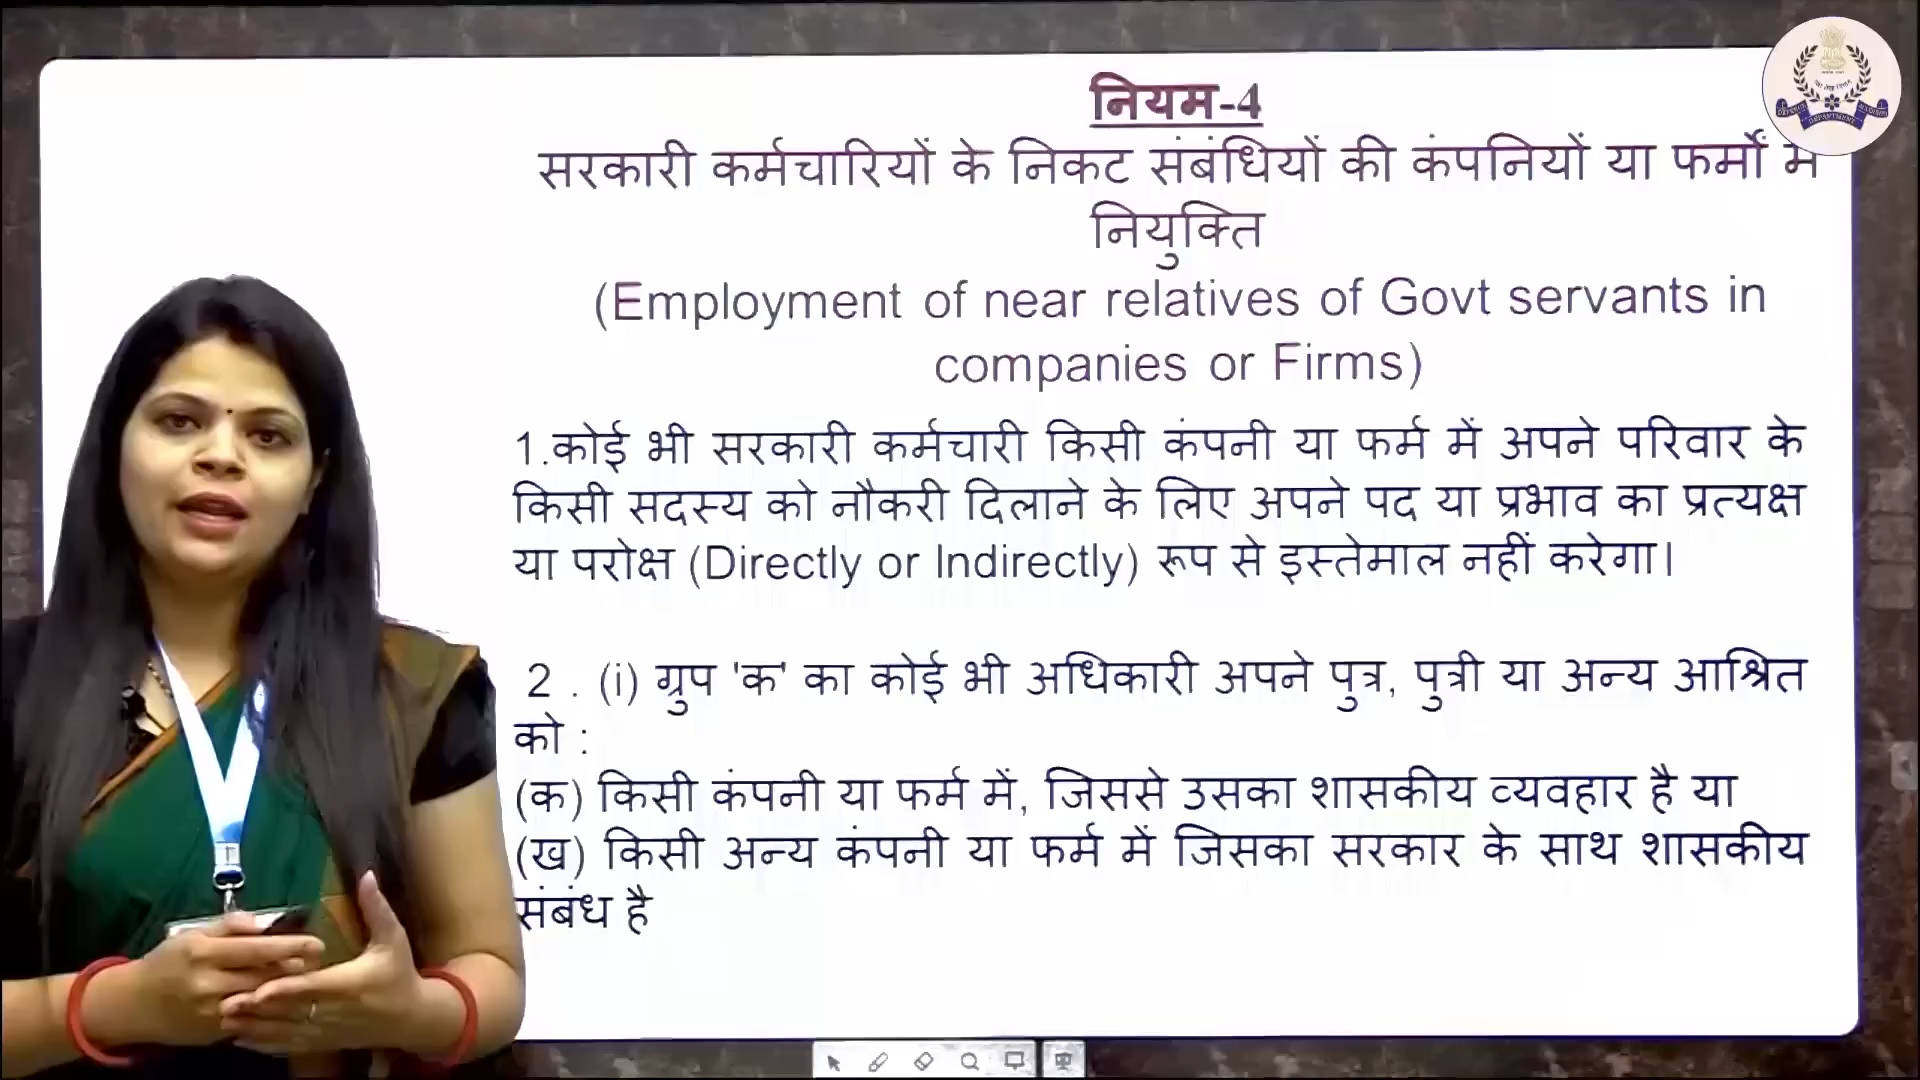 नियम-4
सरकारी कर्मचारियों के निकट संबंधियों की कंपनियों या फर्मों में
नियुक्ति
(Employment of near relatives of Govt servants in
companies or Firms)
1.कोई भी सरकारी कर्मचारी किसी कंपनी या फर्म में अपने परिवार के
किसी सदस्य को नौकरी दिलाने के लिए अपने पद या प्रभाव का प्रत्यक्ष
या परोक्ष (Directly or Indirectly) रूप से इस्तेमाल नहीं करेगा।
2 . (i) ग्रुप 'क' का कोई भी अधिकारी अपने पुत्र, पुत्री या अन्य आश्रित
को :
(क) किसी कंपनी या फर्म में, जिससे उसका शासकीय व्यवहार है या
(ख) किसी अन्य कंपनी या फर्म में जिसका सरकार के साथ शासकीय
संबंध है